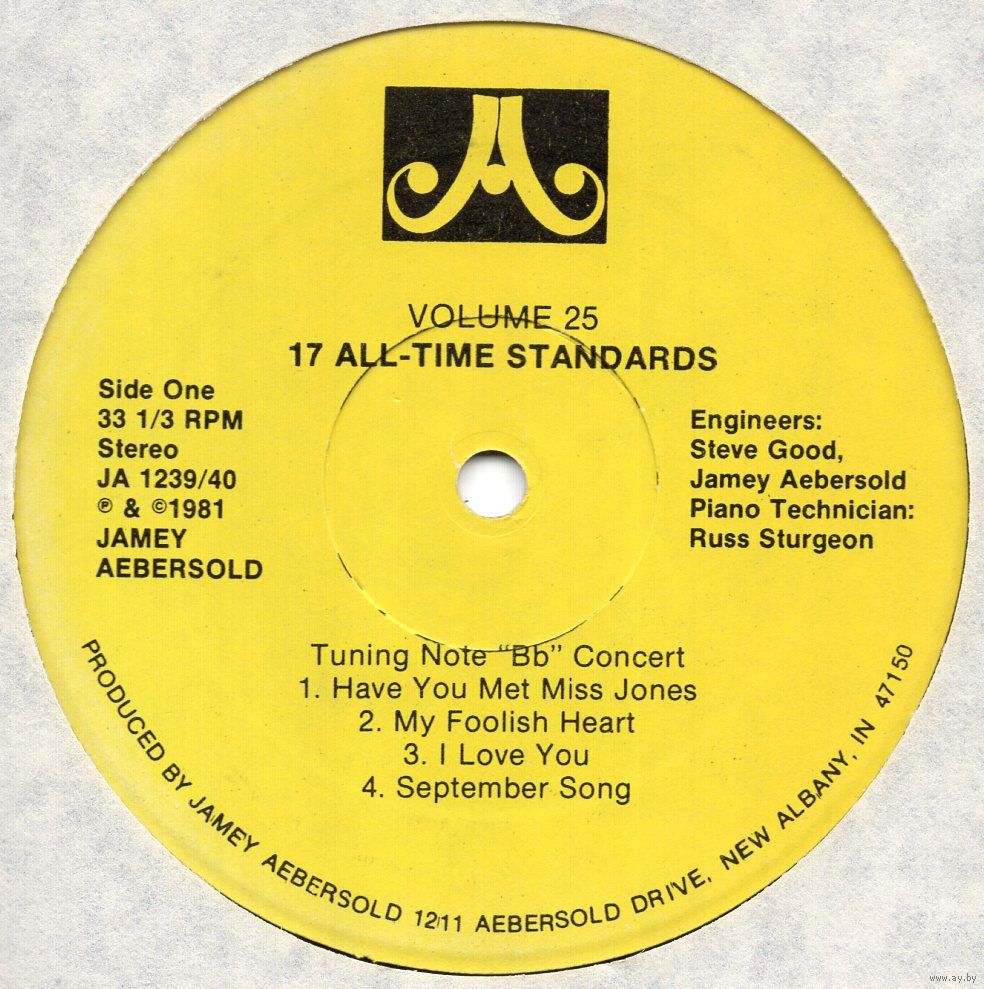 VOLUME 25
17 ALL-TIME STANDARDS
Side One
33 1/3 RPM
Stereo
JA 1239/40
℗ & ©1981
JAMEY
AEBERSOLD
Engineers:
Steve Good,
Jamey Aebersold
Piano Technician:
Russ Sturgeon
Tuning Note "Bb" Concert
1. Have You Met Miss Jones
2. My Foolish Heart
3. I Love You
4. September Song
PRODUCED BY JAMEY AEBERSOLD 1211 AEBERSOLD DRIVE, NEW ALBANY, IN 47150
www.ay.by